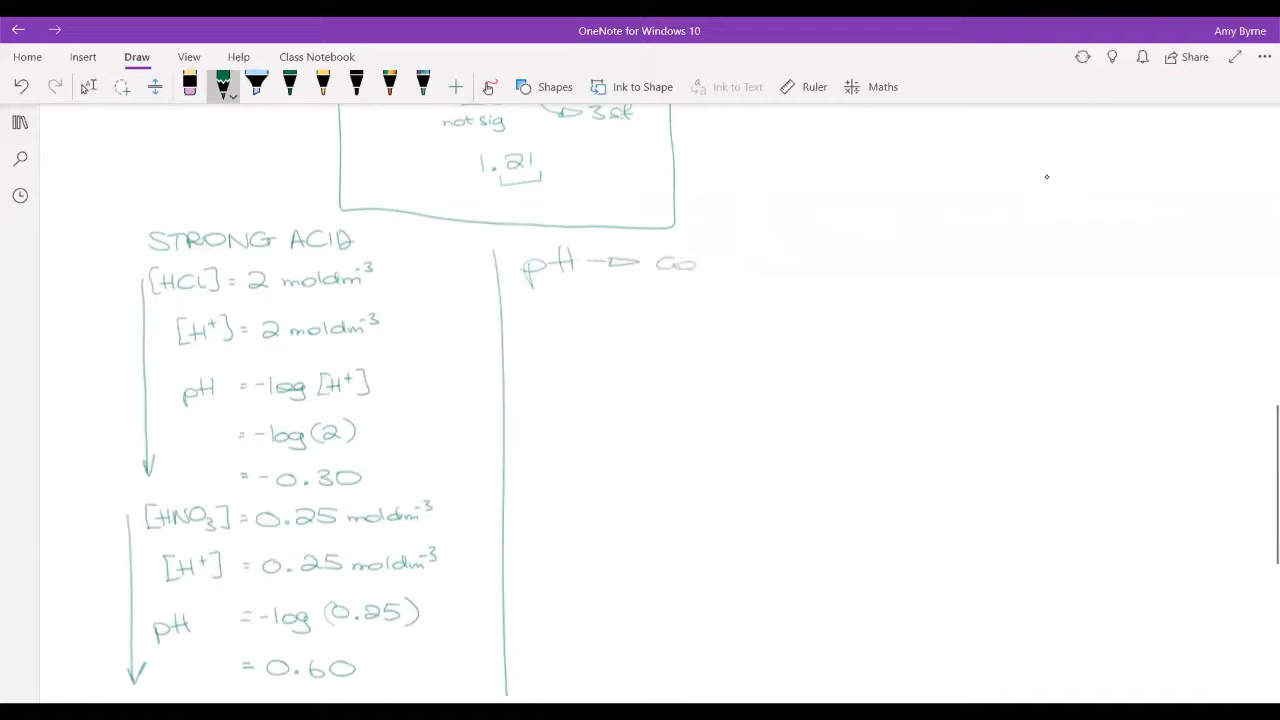 OneNote for Windows 10
Amy Byrne
Home Insert Draw View Help Class Notebook
Share
Shapes Ink to Shape Ink to Text Ruler Maths
not sig
3 sf
1.21
STRONG ACID
[HCl] = 2 moldm⁻³
[H⁺] = 2 moldm⁻³
pH = -log [H⁺]
= -log(2)
= -0.30
[HNO₃] = 0.25 moldm⁻³
[H⁺] = 0.25 moldm⁻³
pH = -log (0.25)
= 0.60
pH → co